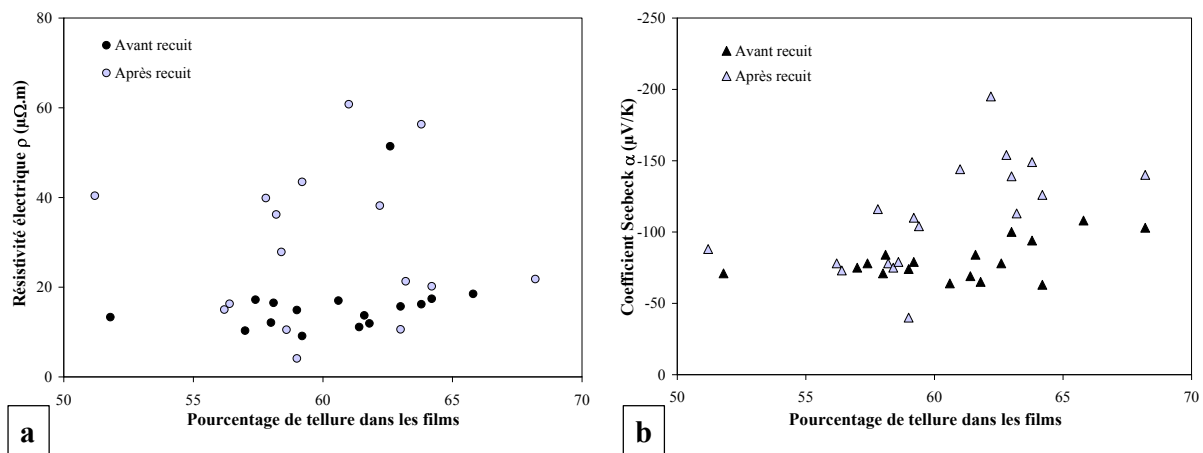 80
60
40
20
0
50
55
60
65
70
Résistivité électrique ρ (µΩ.m)
Pourcentage de tellure dans les films
Avant recuit
Après recuit
a
-250
-200
-150
-100
-50
0
50
55
60
65
70
Coefficient Seebeck α (µV/K)
Pourcentage de tellure dans les films
Avant recuit
Après recuit
b